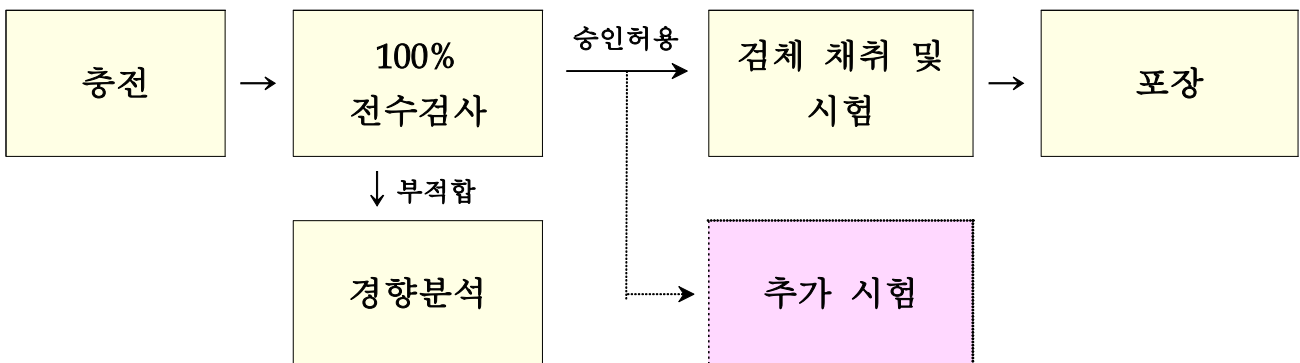 충전
100%
전수검사
승인허용
검체 채취 및
시험
포장
부적합
경향분석
추가 시험